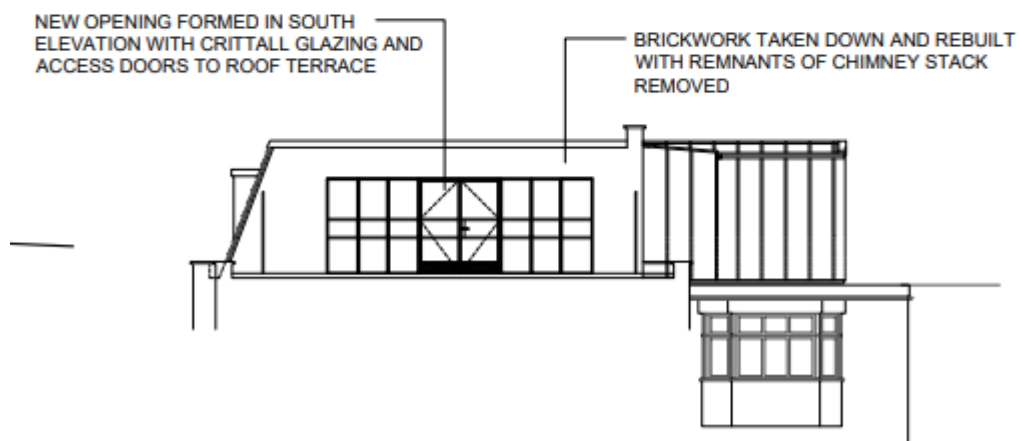 NEW OPENING FORMED IN SOUTH
ELEVATION WITH CRITTALL GLAZING AND
ACCESS DOORS TO ROOF TERRACE
BRICKWORK TAKEN DOWN AND REBUILT
WITH REMNANTS OF CHIMNEY STACK
REMOVED